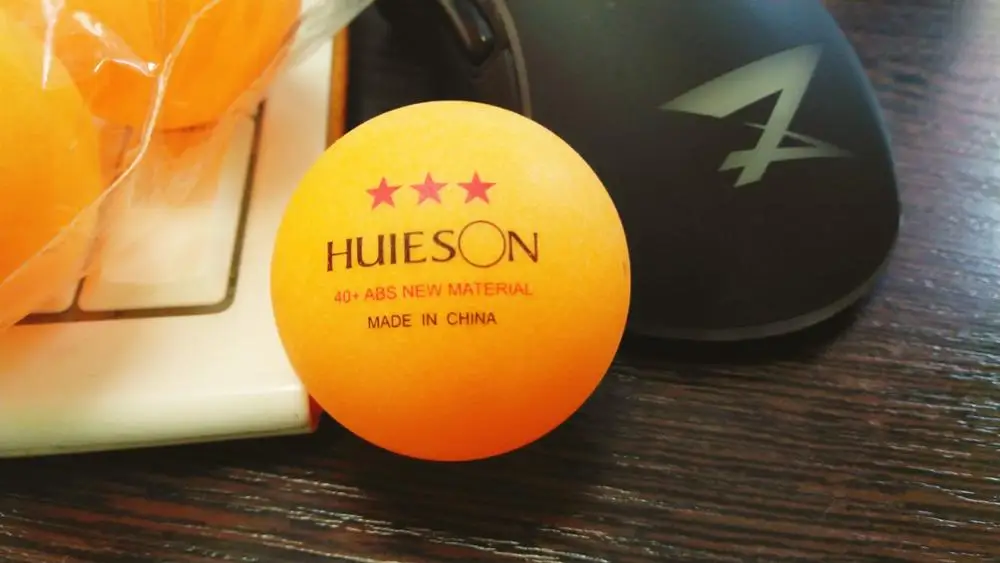 ★★★
HUIESON
40+ ABS NEW MATERIAL
MADE IN CHINA